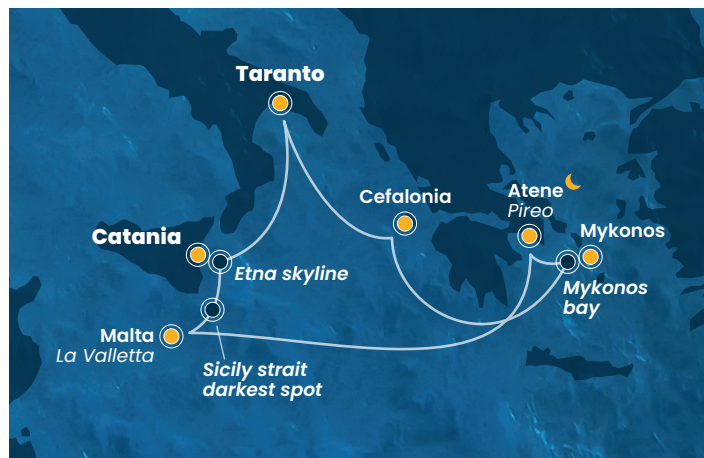 Taranto
Cefalonia
Atene
Pireo
Mykonos
Catania
Etna skyline
Mykonos
bay
Malta
La Valletta
Sicily strait
darkest spot